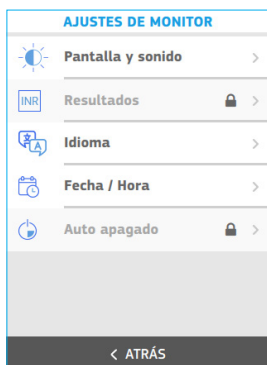 AJUSTES DE MONITOR
Pantalla y sonido
INR Resultados
Idioma
Fecha / Hora
Auto apagado
< ATRÁS